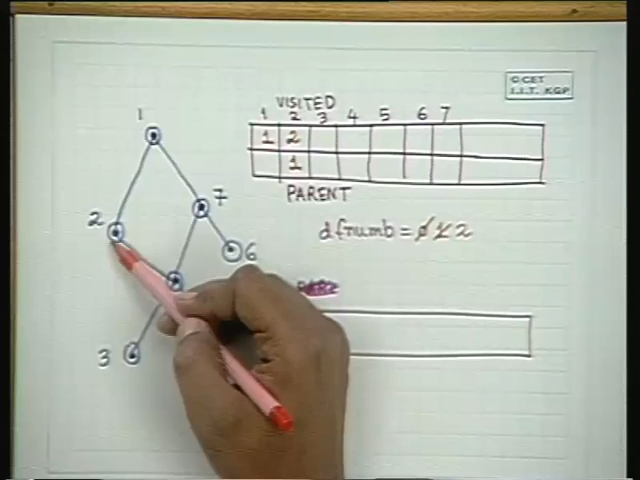 © CET
I.I.T. KGP
VISITED
1 2 3 4 5 6 7
1 2
1
PARENT
dfnumb = 0 1 2
1
2
7
6
3